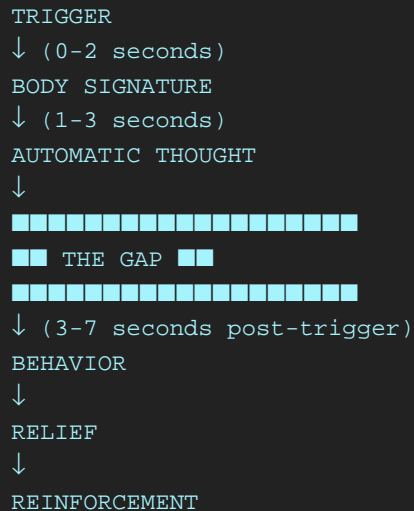 TRIGGER
↓ (0-2 seconds)
BODY SIGNATURE
↓ (1-3 seconds)
AUTOMATIC THOUGHT
↓
■■■■■■■■■■■■■■■■■■■
■■ THE GAP ■■
■■■■■■■■■■■■■■■■■■■
↓ (3-7 seconds post-trigger)
BEHAVIOR
↓
RELIEF
↓
REINFORCEMENT